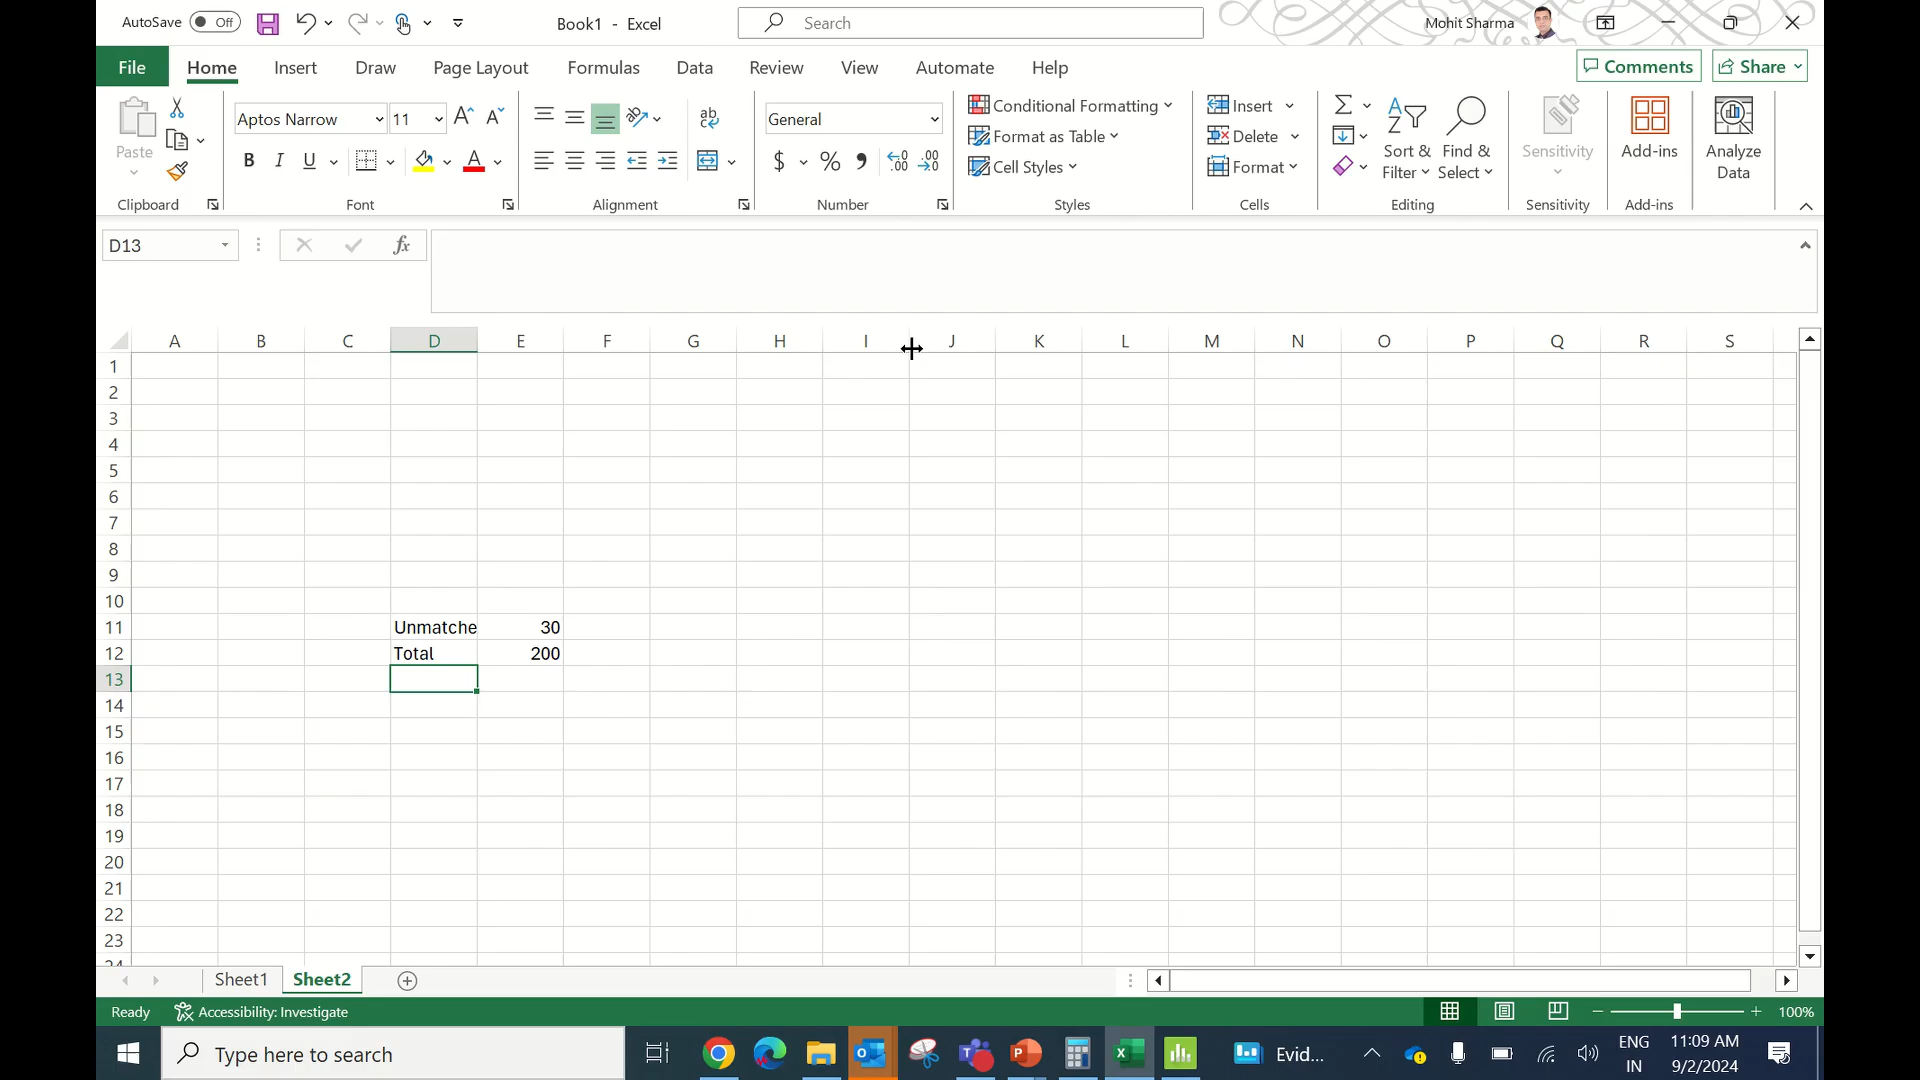 AutoSave Off Book1 - Excel Search Mohit Sharma
File Home Insert Draw Page Layout Formulas Data Review View Automate Help Comments Share
Paste
Clipboard
Aptos Narrow 11
B I U A
Font
ab
Alignment
General
$ %
Number
Conditional Formatting
Format as Table
Cell Styles
Styles
Insert
Delete
Format
Cells
Sort & Filter
Find & Select
Editing
Sensitivity
Sensitivity
Add-ins
Add-ins
Analyze Data
D13 fx
A B C D E F G H I J K L M N O P Q R S
1
2
3
4
5
6
7
8
9
10
11 Unmatche 30
12 Total 200
13
14
15
16
17
18
19
20
21
22
23
24
Sheet1 Sheet2
Ready Accessibility: Investigate 100%
Type here to search Evid... ENG IN 11:09 AM 9/2/2024